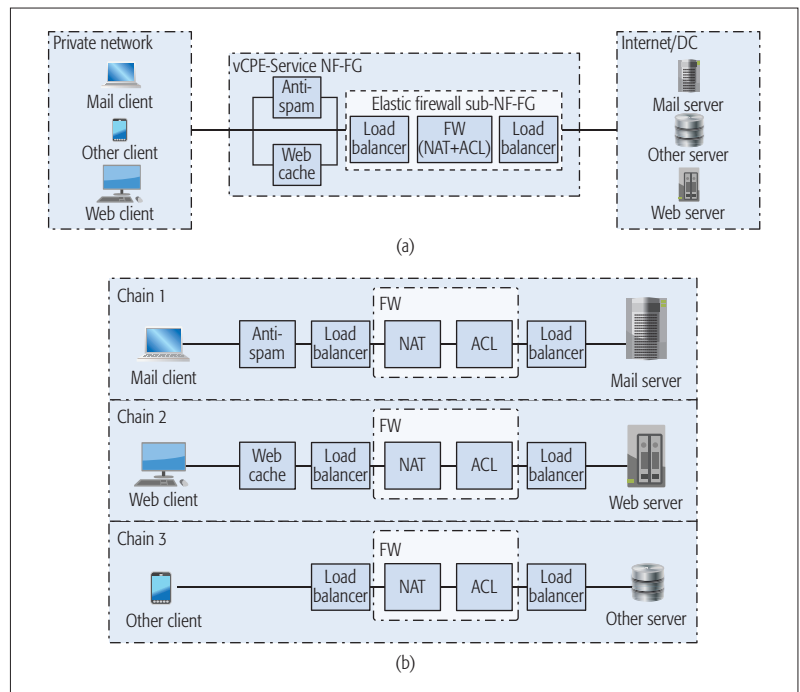 Private network
Mail client
Other client
Web client
vCPE-Service NF-FG
Anti-
spam
Web
cache
Elastic firewall sub-NF-FG
Load
balancer
FW
(NAT+ACL)
Load
balancer
Internet/DC
Mail server
Other server
Web server
(a)
Chain 1
Mail client
Anti-
spam
Load
balancer
FW
NAT
ACL
Load
balancer
Mail server
Chain 2
Web client
Web
cache
Load
balancer
FW
NAT
ACL
Load
balancer
Web server
Chain 3
Other client
Load
balancer
FW
NAT
ACL
Load
balancer
Other server
(b)